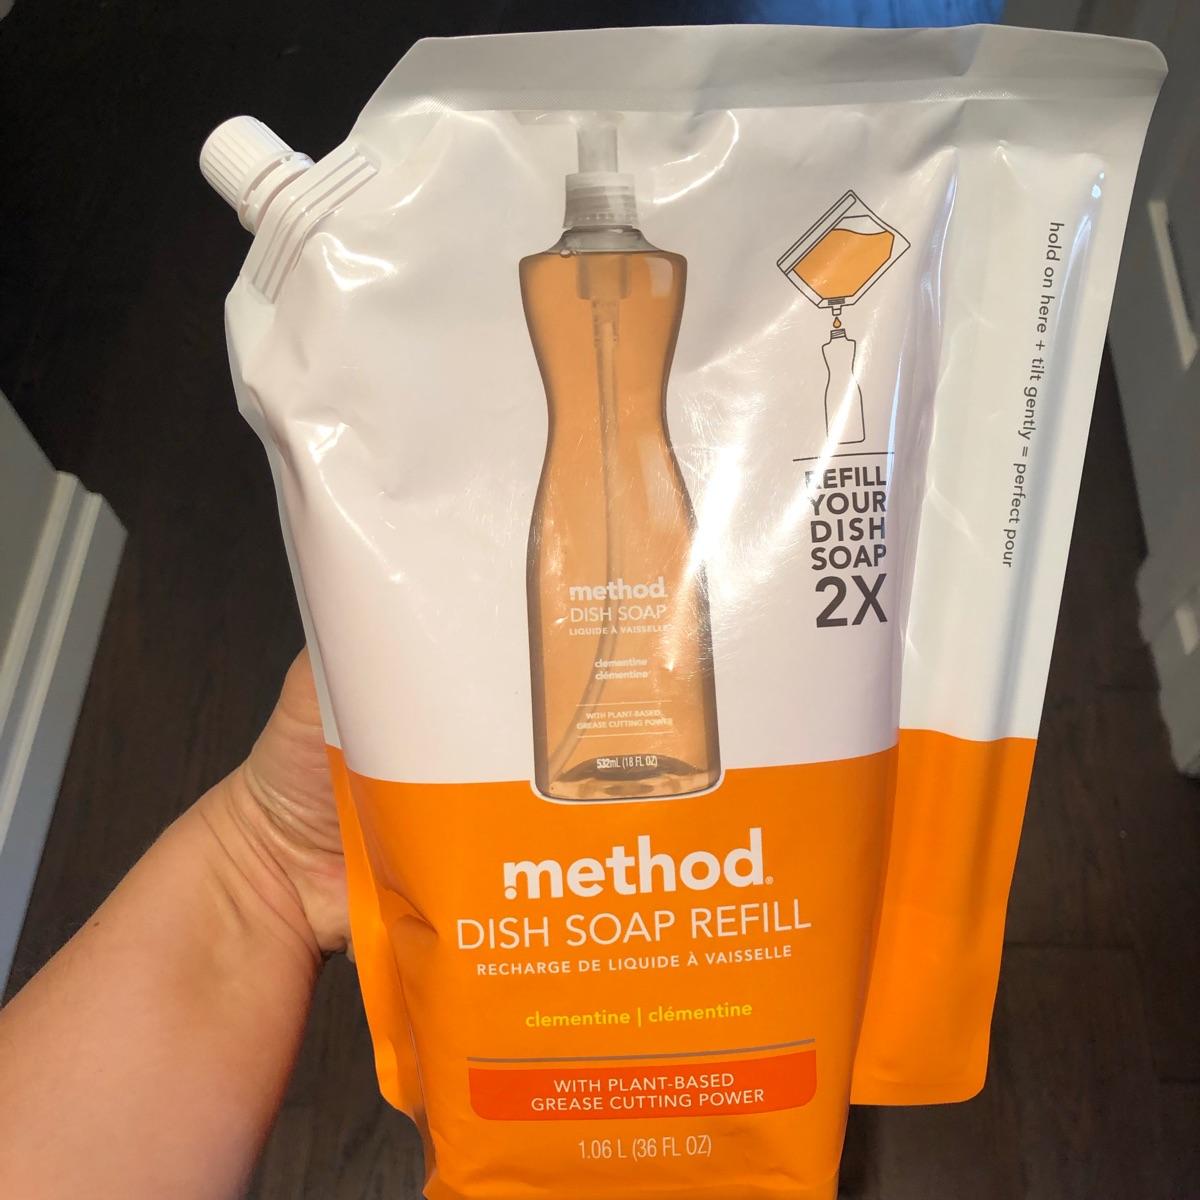 hold on here + tilt gently = perfect pour
REFILL
YOUR
DISH
SOAP
2X
method
DISH SOAP
LIQUIDE À VAISSELLE
clementine
clémentine
WITH PLANT-BASED
GREASE CUTTING POWER
532mL (18 FL OZ)
method®
DISH SOAP REFILL
RECHARGE DE LIQUIDE À VAISSELLE
clementine | clémentine
WITH PLANT-BASED
GREASE CUTTING POWER
1.06 L (36 FL OZ)